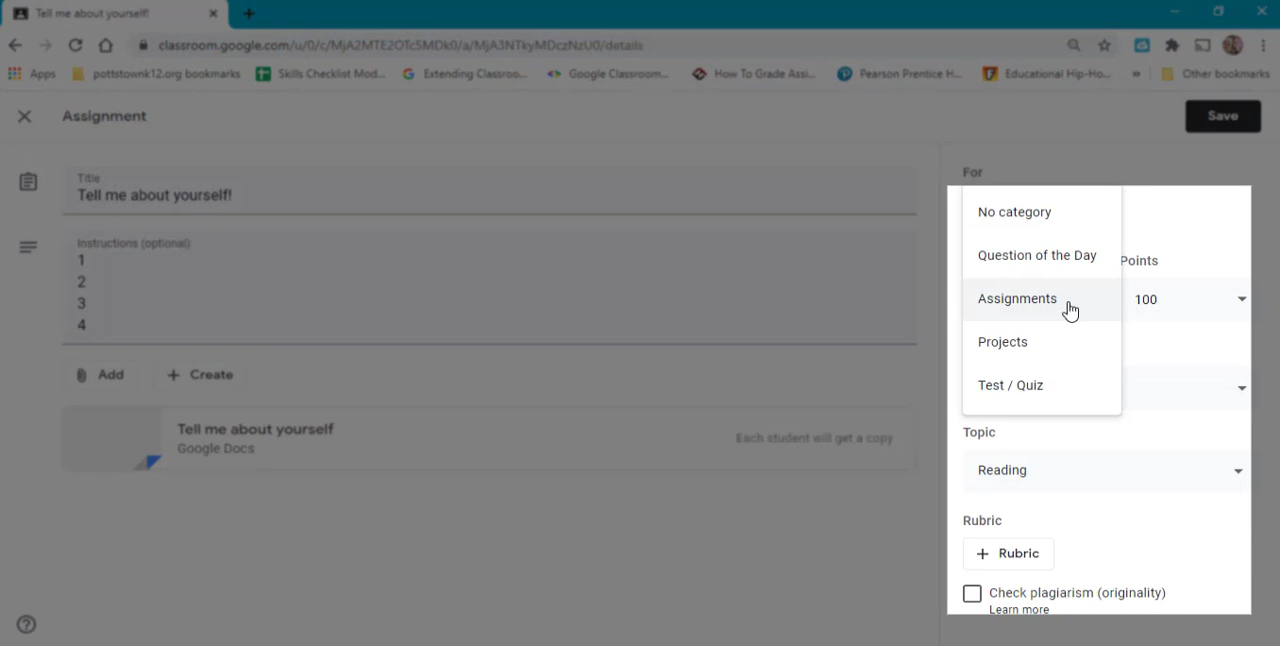 Tell me about yourself!
classroom.google.com/u/0/c/MjA2MTE2OTc5MDk0/a/MjA3NTkyMDczNzU0/details
Apps
pottstownk12.org bookmarks
Skills Checklist Mod...
Extending Classroo...
Google Classroom...
How To Grade Assi...
Pearson Prentice H...
Educational Hip-Ho...
»
Other bookmarks
Assignment
Save
Title
Tell me about yourself!
Instructions (optional)
1
2
3
4
Add
+ Create
Tell me about yourself
Google Docs
Each student will get a copy
For
No category
Question of the Day
Points
Assignments
100
Projects
Test / Quiz
Topic
Reading
Rubric
+ Rubric
Check plagiarism (originality)
Learn more